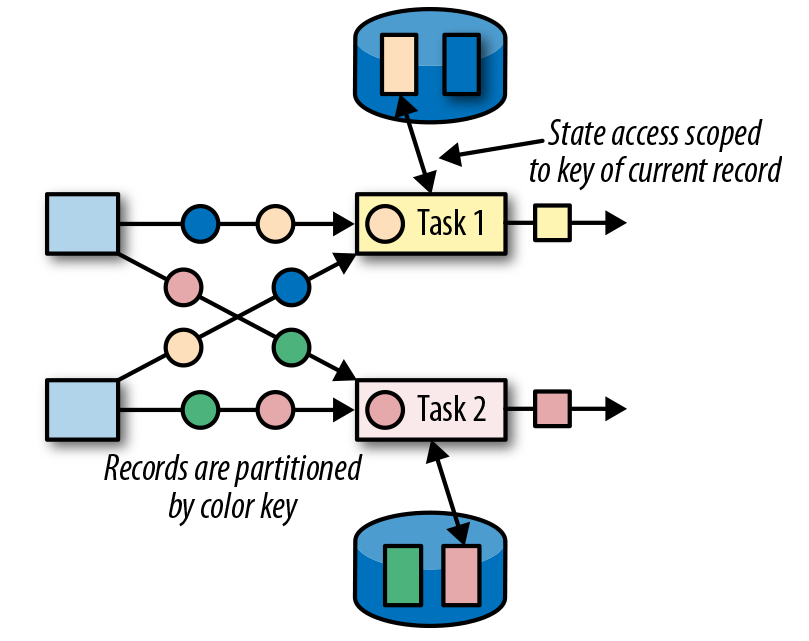 State access scoped
to key of current record
Task 1
Task 2
Records are partitioned
by color key